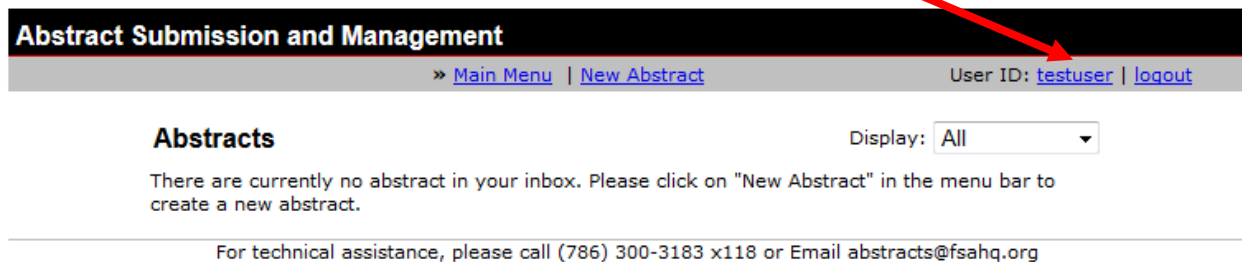 Abstract Submission and Management
» Main Menu | New Abstract User ID: testuser | logout
Abstracts Display: All
There are currently no abstract in your inbox. Please click on "New Abstract" in the menu bar to
create a new abstract.
For technical assistance, please call (786) 300-3183 x118 or Email abstracts@fsahq.org